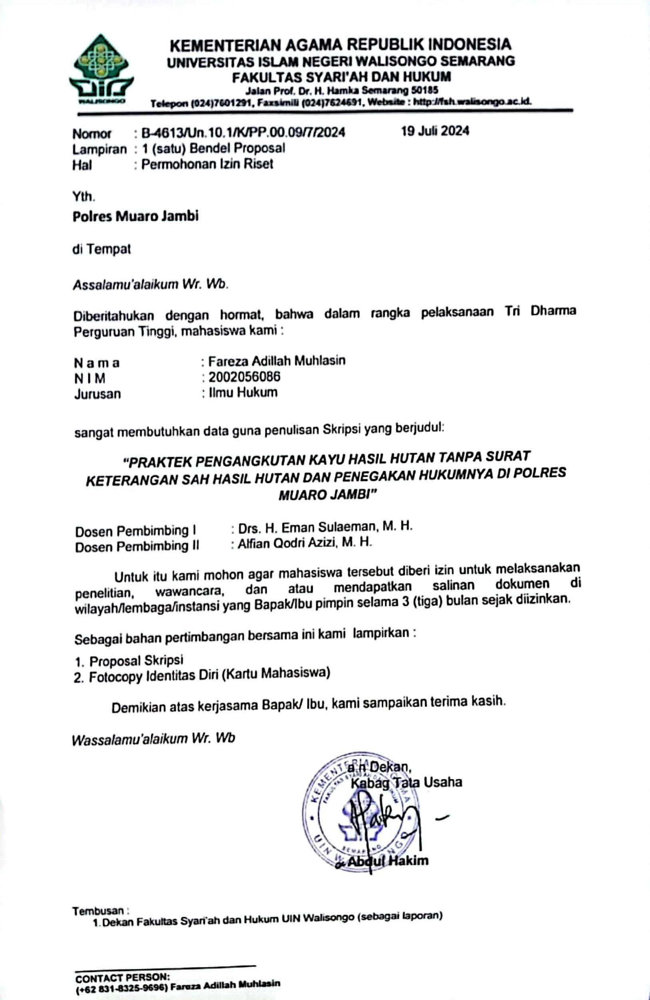 KEMENTERIAN AGAMA REPUBLIK INDONESIA
UNIVERSITAS ISLAM NEGERI WALISONGO SEMARANG
FAKULTAS SYARI'AH DAN HUKUM
Jalan Prof. Dr. H. Hamka Semarang 50185
Telepon (024)7601291, Faxsimili (024)7624691, Website : http://fsh.walisongo.ac.id.
WALISONGO
Nomor : B-4613/Un.10.1/K/PP.00.09/7/2024 19 Juli 2024
Lampiran : 1 (satu) Bendel Proposal
Hal : Permohonan Izin Riset
Yth.
Polres Muaro Jambi
di Tempat
Assalamu'alaikum Wr. Wb.
Diberitahukan dengan hormat, bahwa dalam rangka pelaksanaan Tri Dharma
Perguruan Tinggi, mahasiswa kami :
N a m a : Fareza Adillah Muhlasin
N I M : 2002056086
Jurusan : Ilmu Hukum
sangat membutuhkan data guna penulisan Skripsi yang berjudul:
“PRAKTEK PENGANGKUTAN KAYU HASIL HUTAN TANPA SURAT
KETERANGAN SAH HASIL HUTAN DAN PENEGAKAN HUKUMNYA DI POLRES
MUARO JAMBI”
Dosen Pembimbing I : Drs. H. Eman Sulaeman, M. H.
Dosen Pembimbing II : Alfian Qodri Azizi, M. H.
Untuk itu kami mohon agar mahasiswa tersebut diberi izin untuk melaksanakan
penelitian, wawancara, dan atau mendapatkan salinan dokumen di
wilayah/lembaga/instansi yang Bapak/Ibu pimpin selama 3 (tiga) bulan sejak diizinkan.
Sebagai bahan pertimbangan bersama ini kami lampirkan :
1. Proposal Skripsi
2. Fotocopy Identitas Diri (Kartu Mahasiswa)
Demikian atas kerjasama Bapak/ Ibu, kami sampaikan terima kasih.
Wassalamu'alaikum Wr. Wb
a.n Dekan,
Kabag Tata Usaha
KEMENTERIAN AGAMA
FAKULTAS SYARIAH DAN HUKUM
SEMARANG
UIN WALISONGO
Abdul Hakim
Tembusan :
1. Dekan Fakultas Syari'ah dan Hukum UIN Walisongo (sebagai laporan)
CONTACT PERSON:
(+62 831-8325-9696) Fareza Adillah Muhlasin